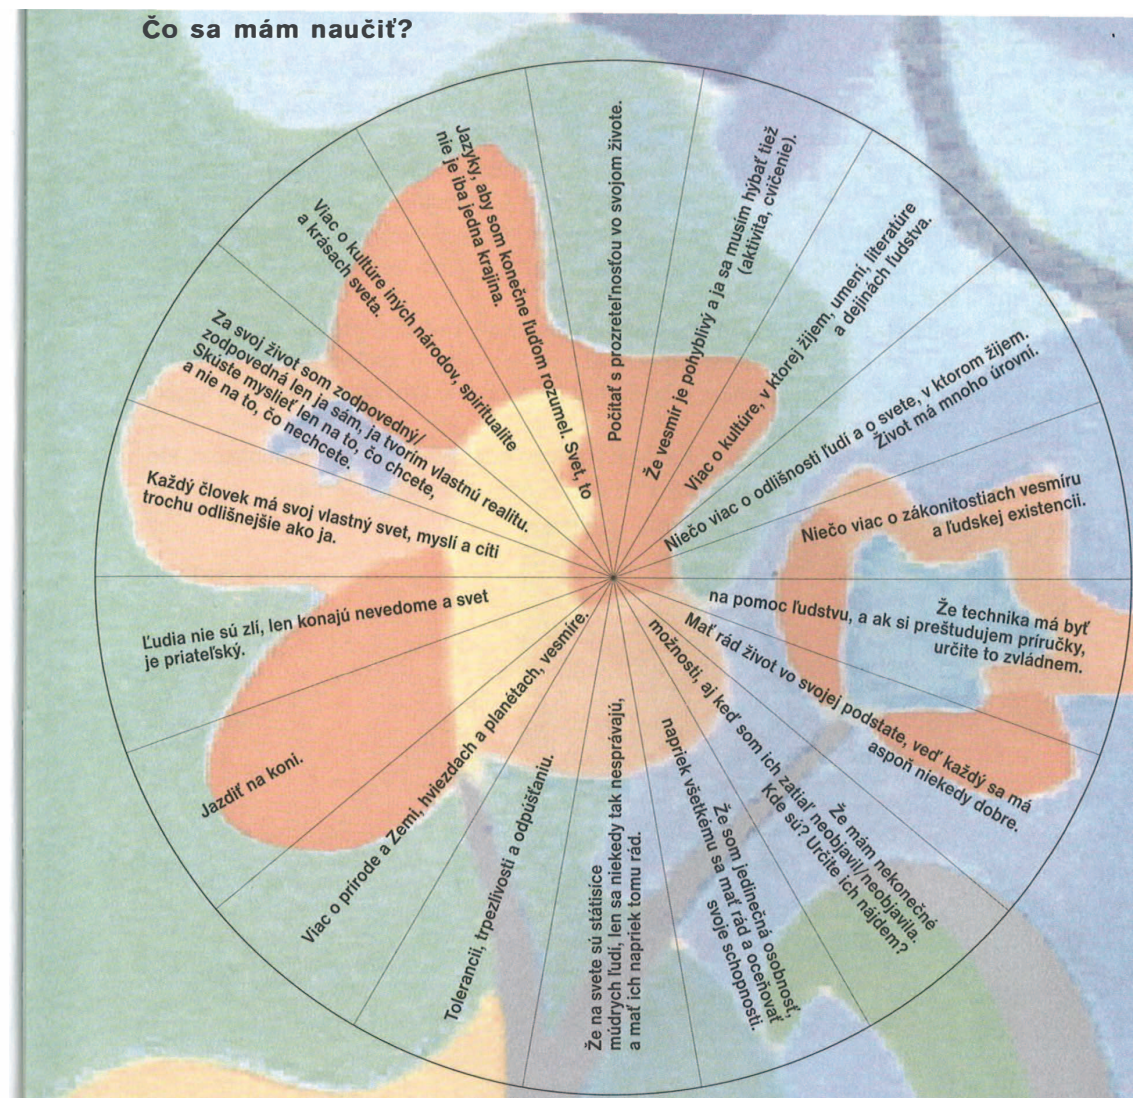 Čo sa mám naučiť?
Počítať s prozreteľnosťou vo svojom živote.
Že vesmír je pohyblivý a ja sa musím hýbať tiež
(aktivita, cvičenie).
Viac o kultúre, v ktorej žijem, umení, literatúre
a dejinách ľudstva.
Niečo viac o odlišnosti ľudí a o svete, v ktorom žijem.
Život má mnoho úrovní.
Niečo viac o zákonitostiach vesmíru
a ľudskej existencii.
Že technika má byť
na pomoc ľudstvu, a ak si preštudujem príručky,
určite to zvládnem.
Mať rád život vo svojej podstate, veď každý sa má
aspoň niekedy dobre.
Že mám nekonečné
možnosti, aj keď som ich zatiaľ neobjavil/neobjavila.
Kde sú? Určite ich nájdem?
Že som jedinečná osobnosť,
napriek všetkému sa mať rád a oceňovať
svoje schopnosti.
Že na svete sú státisíce
múdrych ľudí, len sa niekedy tak nesprávajú,
a mať ich napriek tomu rád.
Tolerancii, trpezlivosti a odpúšťaniu.
Viac o prírode a Zemi, hviezdach a planétach, vesmíre.
Jazdiť na koni.
Ľudia nie sú zlí, len konajú nevedome a svet
je priateľský.
Každý človek má svoj vlastný svet, myslí a cíti
trochu odlišnejšie ako ja.
Za svoj život som zodpovedný/
zodpovedná len ja sám, ja tvorím vlastnú realitu.
Skúste myslieť len na to, čo chcete,
a nie na to, čo nechcete.
Viac o kultúre iných národov, spiritualite
a krásach sveta.
Jazyky, aby som konečne ľuďom rozumel. Svet, to
nie je iba jedna krajina.